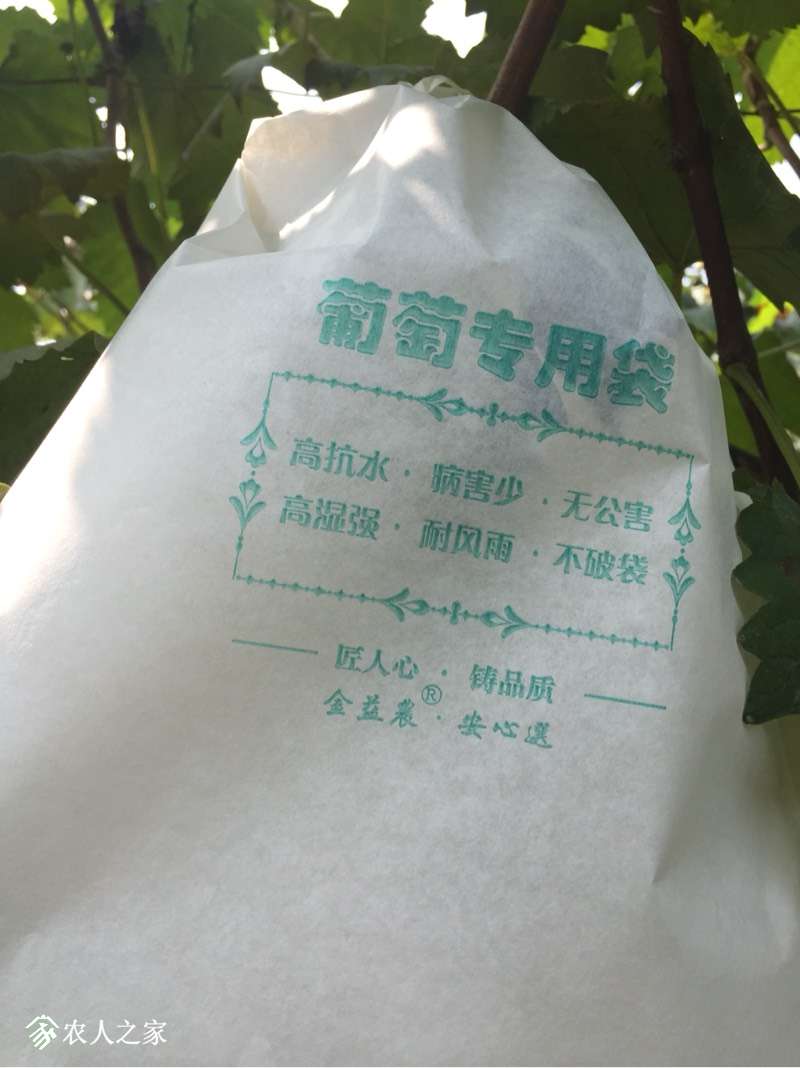 葡萄专用袋
高抗水·病害少·无公害
高湿强·耐风雨·不破袋
匠人心·铸品质
金益农®·安心選
农人之家